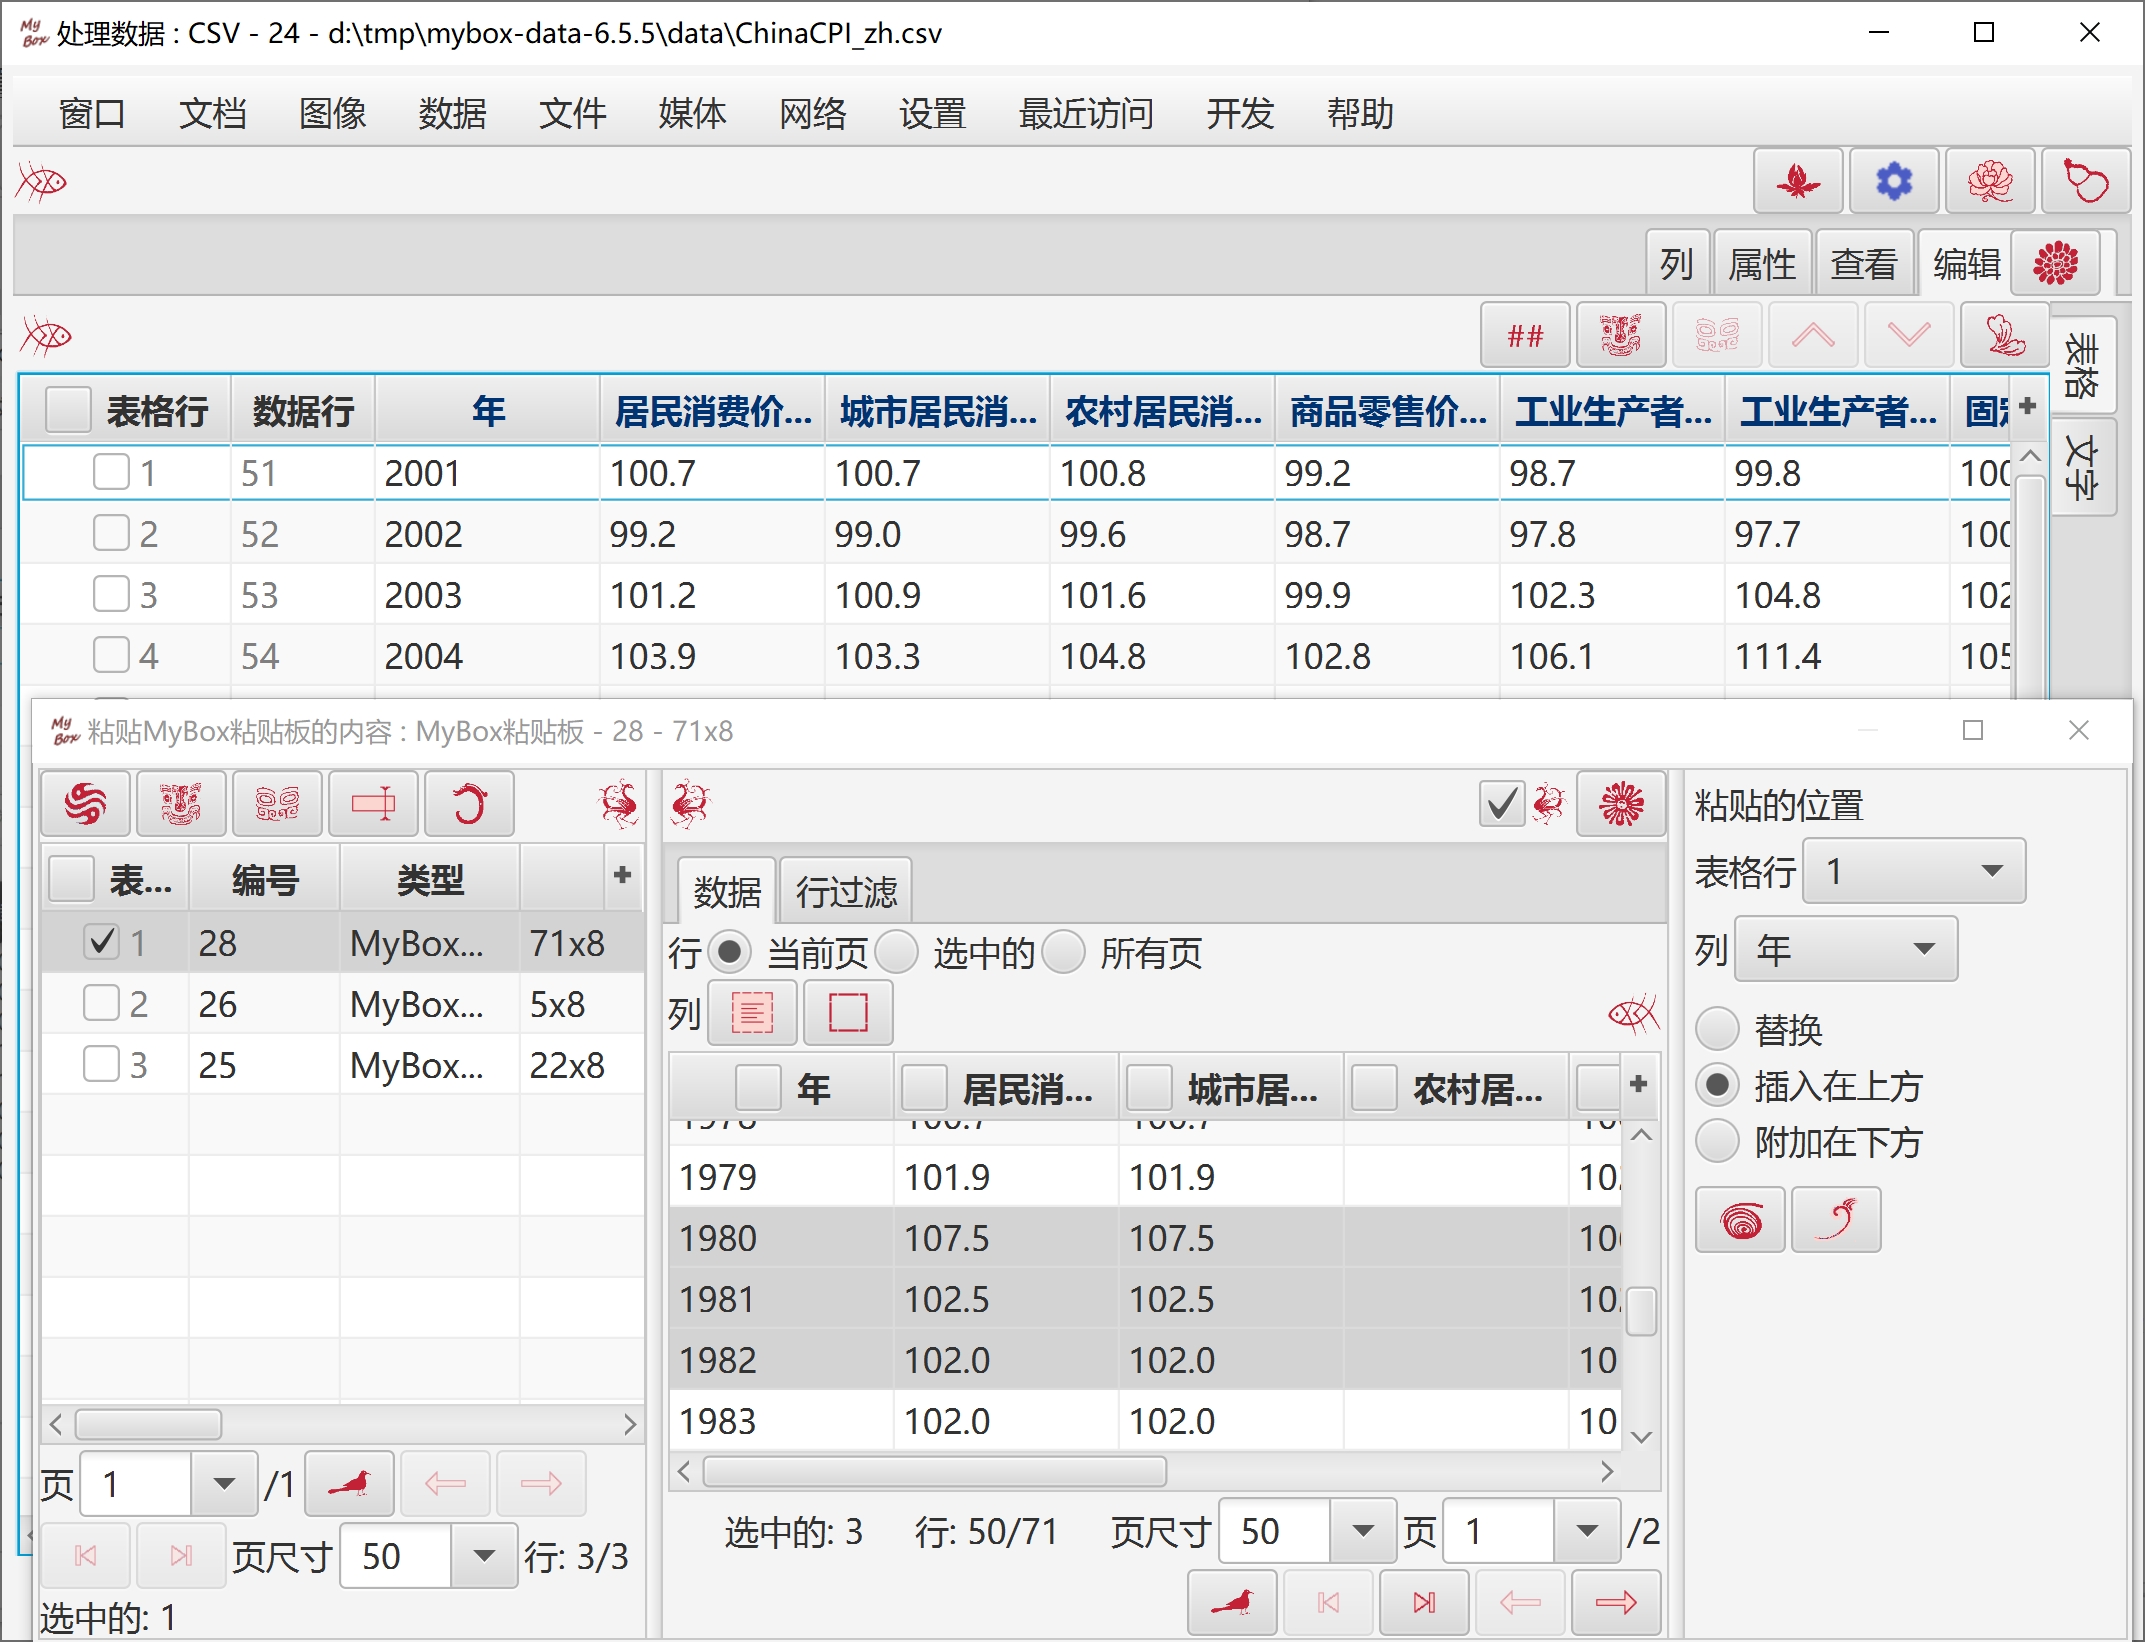 My Box 处理数据 : CSV - 24 - d:\tmp\mybox-data-6.5.5\data\ChinaCPI_zh.csv
窗口 文档 图像 数据 文件 媒体 网络 设置 最近访问 开发 帮助
列 属性 查看 编辑
##
表格
文字
表格行 数据行 年 居民消费价... 城市居民消... 农村居民消... 商品零售价... 工业生产者... 工业生产者... +
1 51 2001 100.7 100.7 100.8 99.2 98.7 99.8 100
2 52 2002 99.2 99.0 99.6 98.7 97.8 97.7 100
3 53 2003 101.2 100.9 101.6 99.9 102.3 104.8 102
4 54 2004 103.9 103.3 104.8 102.8 106.1 111.4 105
My Box 粘贴MyBox粘贴板的内容 : MyBox粘贴板 - 28 - 71x8
表... 编号 类型 +
1 28 MyBox... 71x8
2 26 MyBox... 5x8
3 25 MyBox... 22x8
页 1 /1
页尺寸 50 行: 3/3
选中的: 1
数据 行过滤
行 当前页 选中的 所有页
列
年 居民消... 城市居... 农村居... +
1979 101.9 101.9 10
1980 107.5 107.5 10
1981 102.5 102.5 10
1982 102.0 102.0 10
1983 102.0 102.0 10
选中的: 3 行: 50/71 页尺寸 50 页 1 /2
粘贴的位置
表格行 1
列 年
替换
插入在上方
附加在下方